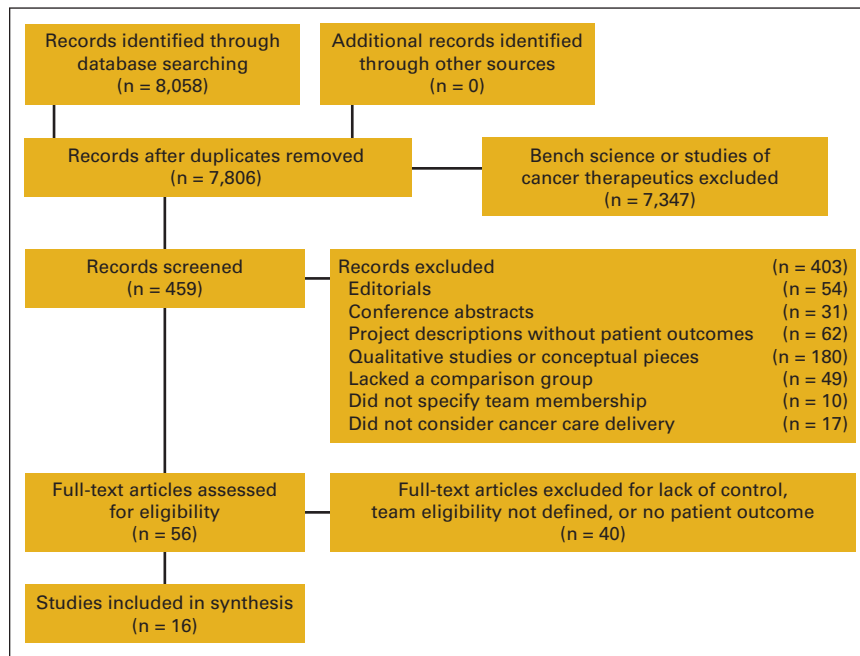 Records identified through
database searching
(n = 8,058)
Additional records identified
through other sources
(n = 0)
Records after duplicates removed
(n = 7,806)
Bench science or studies of
cancer therapeutics excluded
(n = 7,347)
Records screened
(n = 459)
Records excluded (n = 403)
Editorials (n = 54)
Conference abstracts (n = 31)
Project descriptions without patient outcomes (n = 62)
Qualitative studies or conceptual pieces (n = 180)
Lacked a comparison group (n = 49)
Did not specify team membership (n = 10)
Did not consider cancer care delivery (n = 17)
Full-text articles assessed
for eligibility
(n = 56)
Full-text articles excluded for lack of control,
team eligibility not defined, or no patient outcome
(n = 40)
Studies included in synthesis
(n = 16)